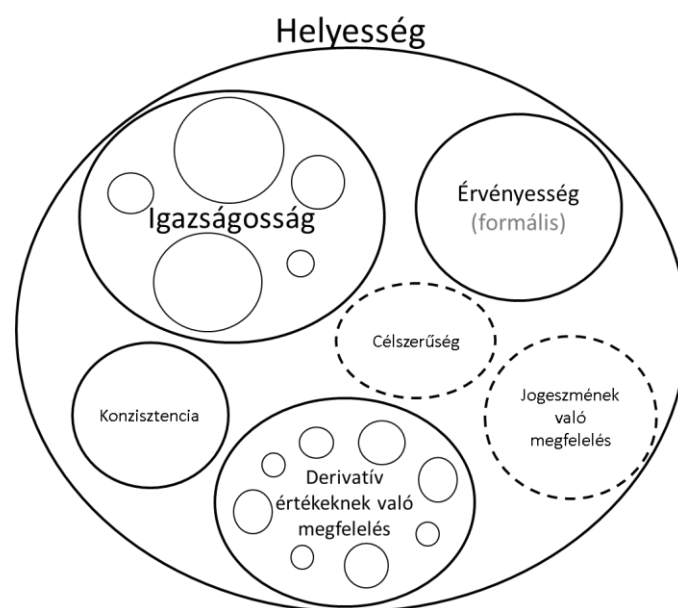 Helyesség
Igazságosság
Érvényesség
(formális)
Célszerűség
Konzisztencia
Jogeszmének
való
megfelelés
Derivatív
értékeknek való
megfelelés